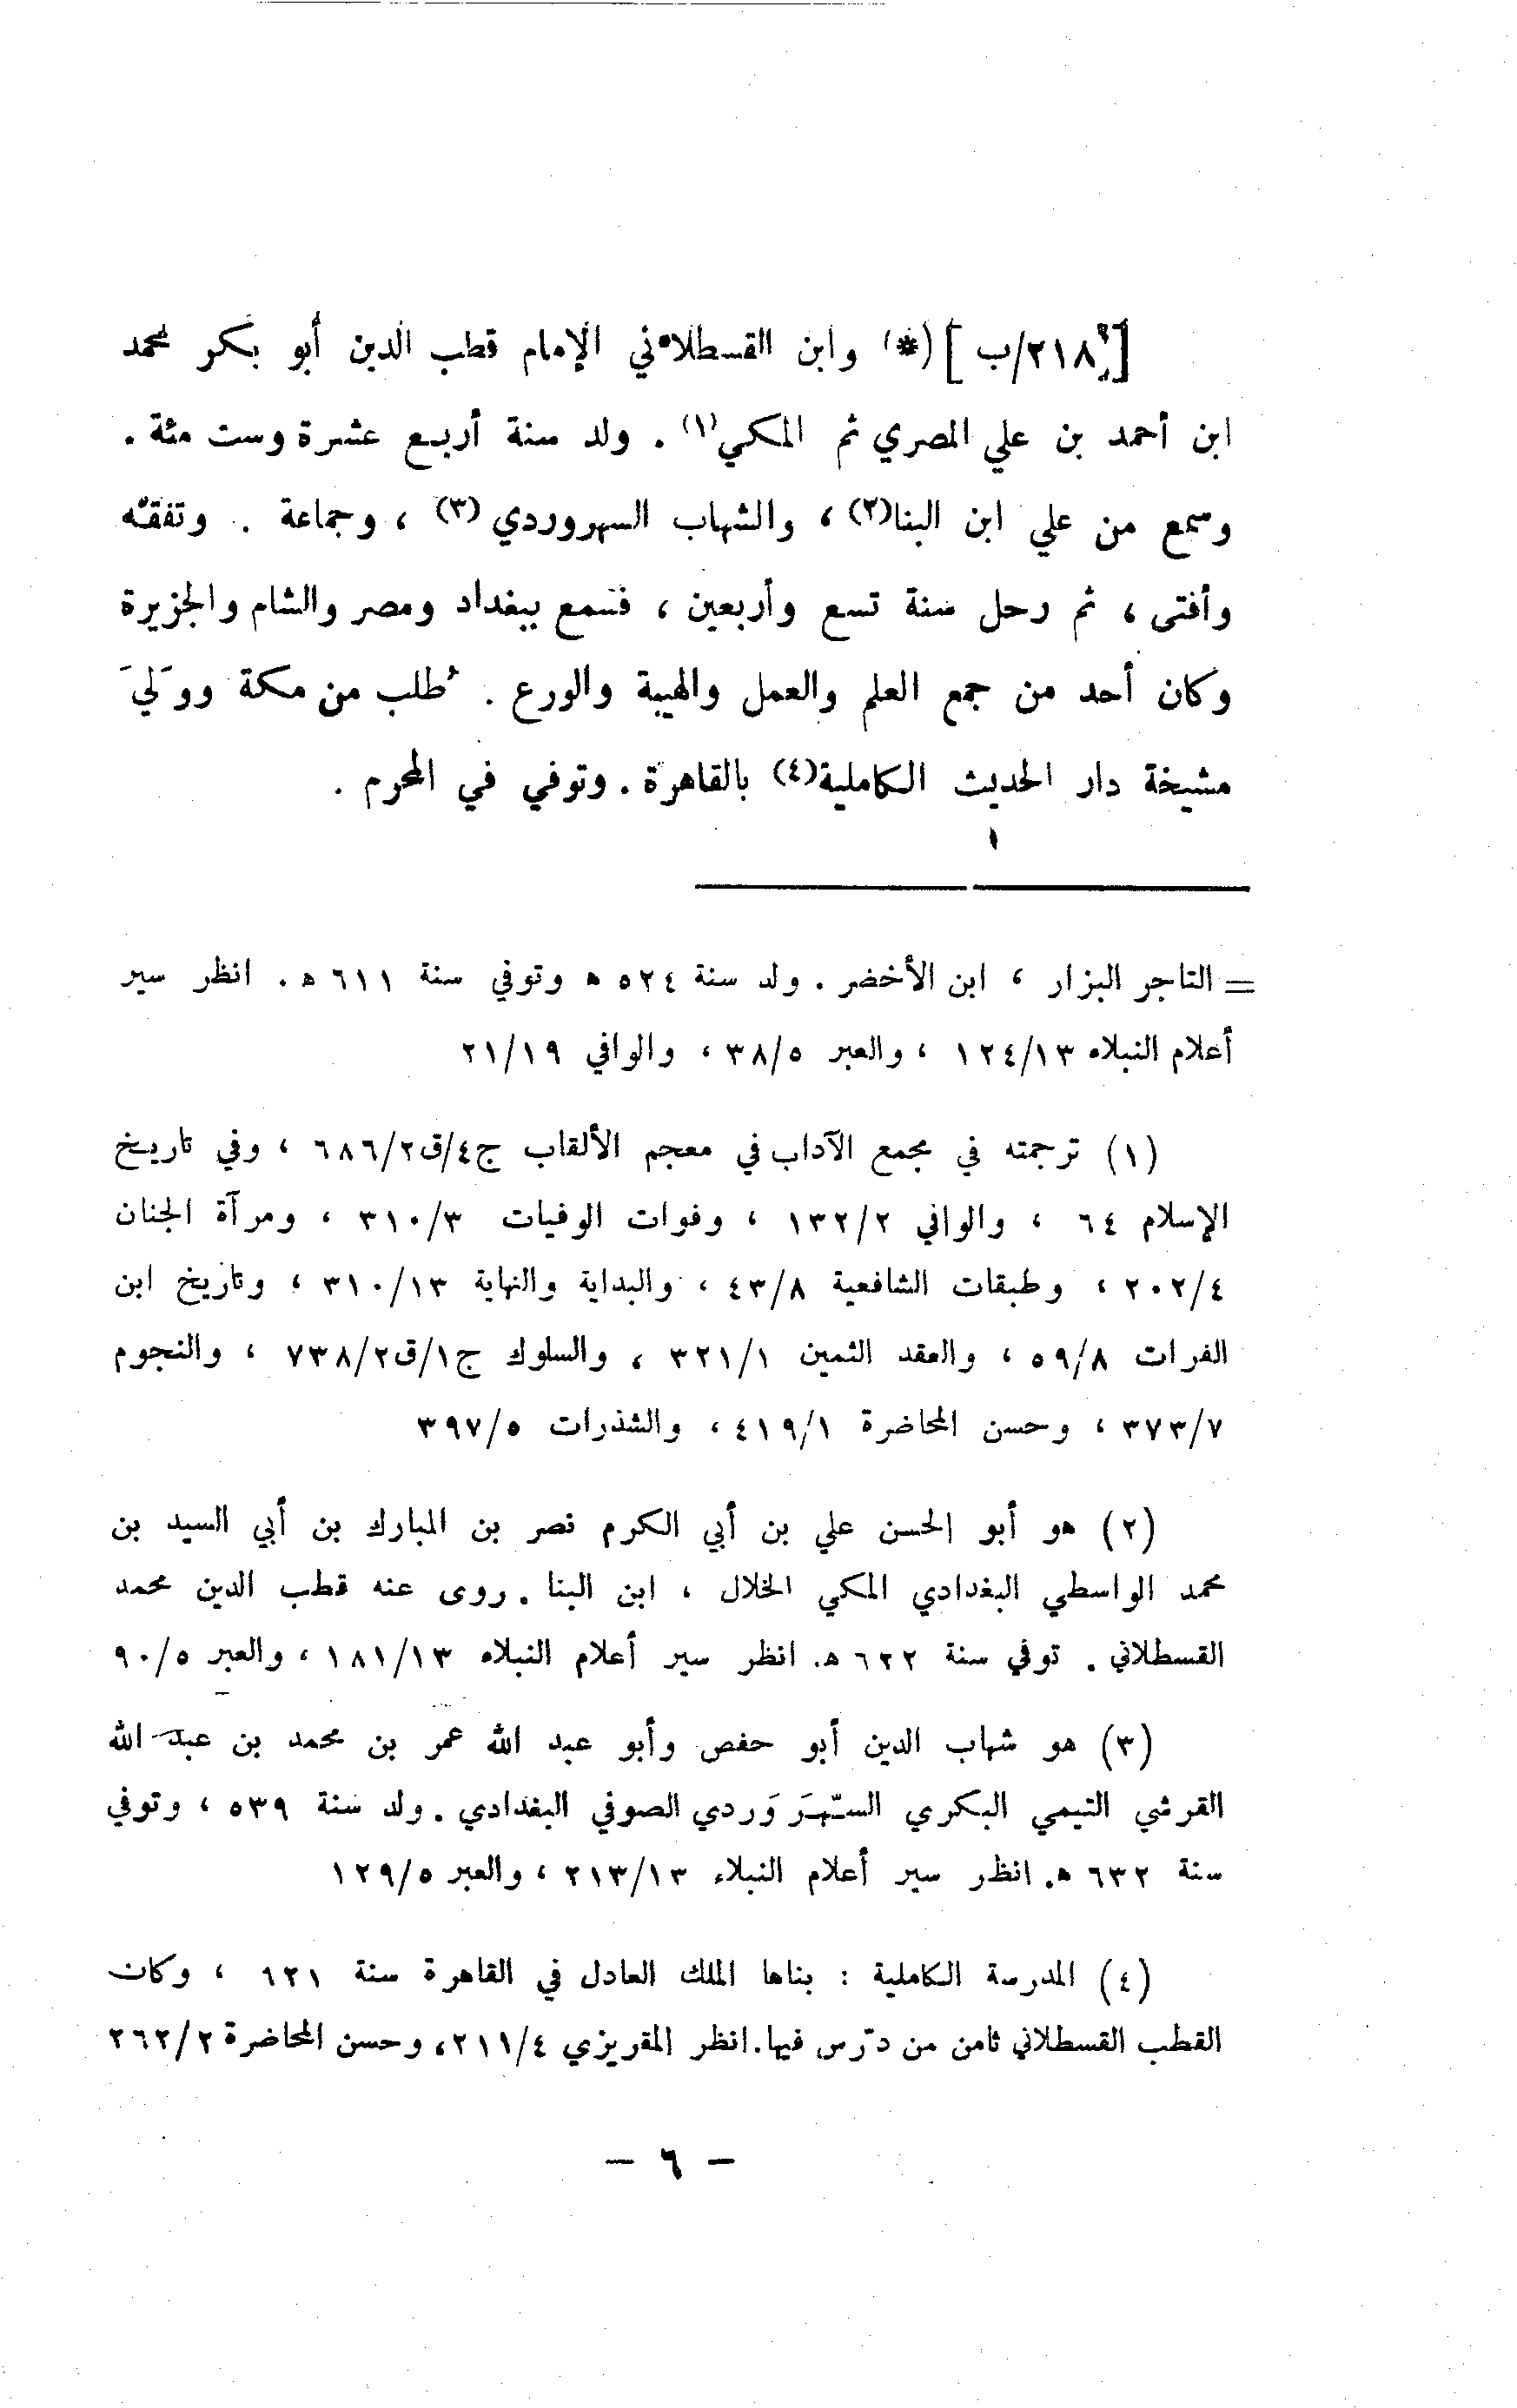 [٢١٨/ب](*) وابن القسطلاني الإمام قطب الدين أبو بكر محمد
ابن أحمد بن علي المصري ثم المكي(١) . ولد سنة أربع عشرة وست مئة .
وسمع من علي ابن البنا(٢) ، والشهاب السهروردي(٣) ، وجماعة . وتفقّه
وأفتى ، ثم رحل سنة تسع وأربعين ، فسمع ببغداد ومصر والشام والجزيرة
وكان أحد من جمع العلم والعمل والهيبة والورع . طُلب من مكة ووَليَ
مشيخة دار الحديث الكاملية(٤) بالقاهرة . وتوفي في المحرم .
= التاجر البزار ، ابن الأخضر . ولد سنة ٥٢٤ ه وتوفي سنة ٦١١ ه . انظر سير
أعلام النبلاء ١٢٤/١٣ ، والعبر ٣٨/٥ ، والوافي ٢١/١٩
(١) ترجمته في مجمع الآداب في معجم الألقاب ج٤/ق٦٨٦/٢ ، وفي تاريخ
الإسلام ٦٤ ، والوافي ١٣٢/٢ ، وفوات الوفيات ٣١٠/٣ ، ومرآة الجنان
٢٠٢/٤ ، وطبقات الشافعية ٤٣/٨ ، والبداية والنهاية ٣١٠/١٣ ، وتاريخ ابن
الفرات ٥٩/٨ ، والعقد الثمين ٣٢١/١ ، والسلوك ج١/ق٧٣٨/٢ ، والنجوم
٣٧٣/٧ ، وحسن المحاضرة ٤١٩/١ ، والشذرات ٣٩٧/٥
(٢) هو أبو الحسن علي بن أبي الكرم نصر بن المبارك بن أبي السيد بن
محمد الواسطي البغدادي المكي الخلال ، ابن البنا . روى عنه قطب الدين محمد
القسطلاني . توفي سنة ٦٢٢ ه . انظر سير أعلام النبلاء ١٨١/١٣ ، والعبر ٩٠/٥
(٣) هو شهاب الدين أبو حفص وأبو عبد الله عمر بن محمد بن عبد الله
القرشي التيمي البكري السّهرَوَردي الصوفي البغدادي . ولد سنة ٥٣٩ ، وتوفي
سنة ٦٣٢ ه . انظر سير أعلام النبلاء ٢١٣/١٣ ، والعبر ١٢٩/٥
(٤) المدرسة الكاملية : بناها الملك العادل في القاهرة سنة ٦٢١ ، وكان
القطب القسطلاني ثامن من درّس فيها . انظر المقريزي ٢١١/٤ ، وحسن المحاضرة ٢٦٢/٢
- ٦ -